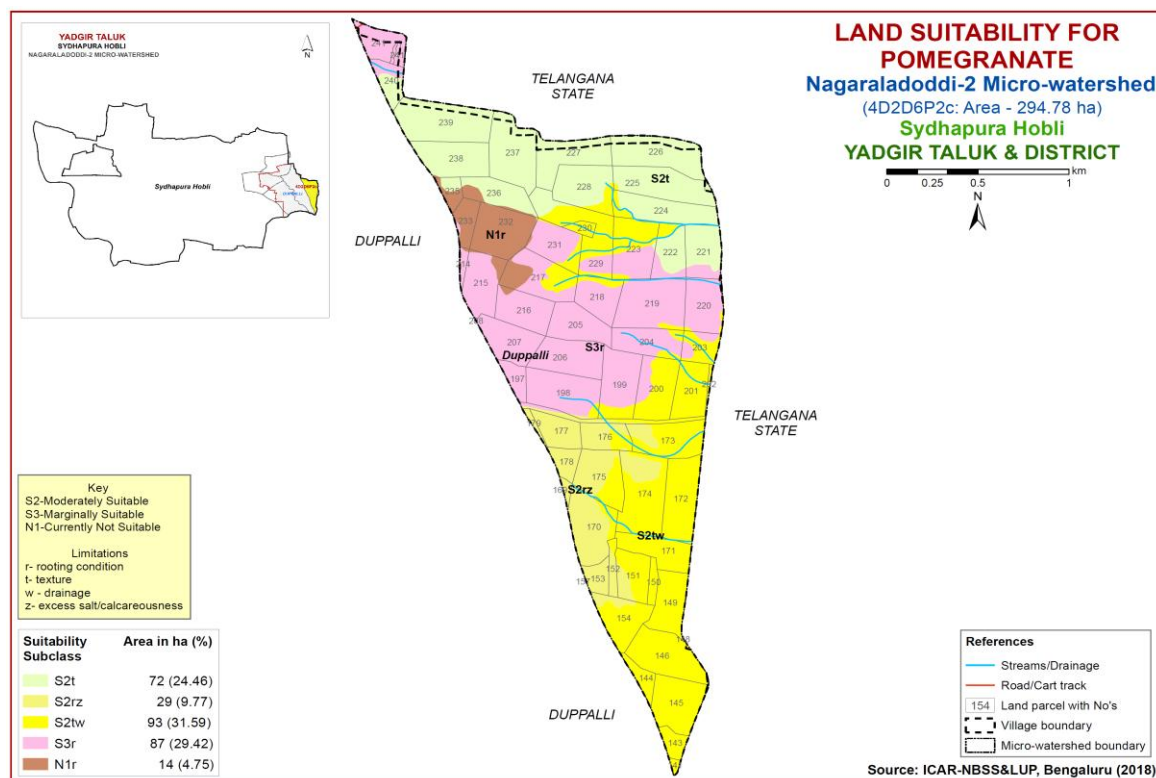 YADGIR TALUK
SYDHAPURA HOBLI
NAGARALADODDI-2 MICRO-WATERSHED
N
Sydhapura Hobli
LAND SUITABILITY FOR
POMEGRANATE
Nagaraladoddi-2 Micro-watershed
(4D2D6P2c: Area - 294.78 ha)
Sydhapura Hobli
YADGIR TALUK & DISTRICT
0 0.25 0.5 1 km
N
TELANGANA
STATE
239
238
237
227
226
236
228
225
S2t
224
233
232
N1r
230
231
223
222
221
229
DUPPALLI
214
215
217
218
219
220
216
205
207
204
203
Duppalli
206
S3r
197
198
199
200
201
TELANGANA
STATE
177
176
173
178
175
S2rz
174
172
170
S2tw
171
152
153
151
150
149
154
146
144
145
DUPPALLI
143
Key
S2-Moderately Suitable
S3-Marginally Suitable
N1-Currently Not Suitable
Limitations
r- rooting condition
t- texture
w - drainage
z- excess salt/calcareousness
Suitability Subclass Area in ha (%)
S2t 72 (24.46)
S2rz 29 (9.77)
S2tw 93 (31.59)
S3r 87 (29.42)
N1r 14 (4.75)
References
Streams/Drainage
Road/Cart track
154 Land parcel with No's
Village boundary
Micro-watershed boundary
Source: ICAR-NBSS&LUP, Bengaluru (2018)